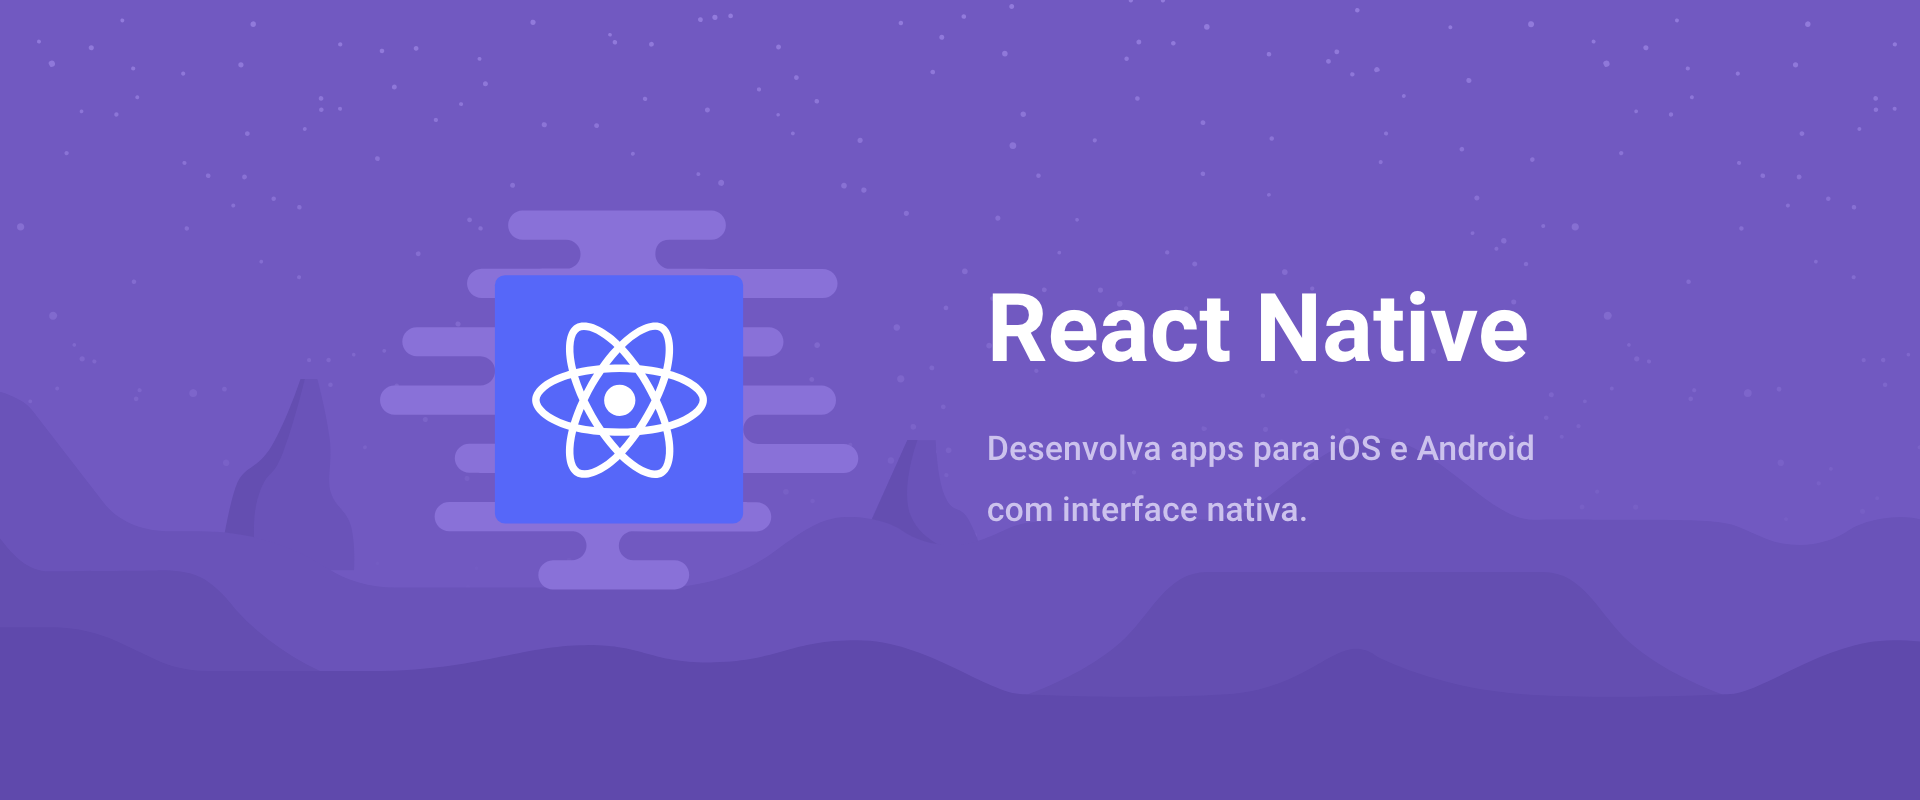 React Native
Desenvolva apps para iOS e Android
com interface nativa.